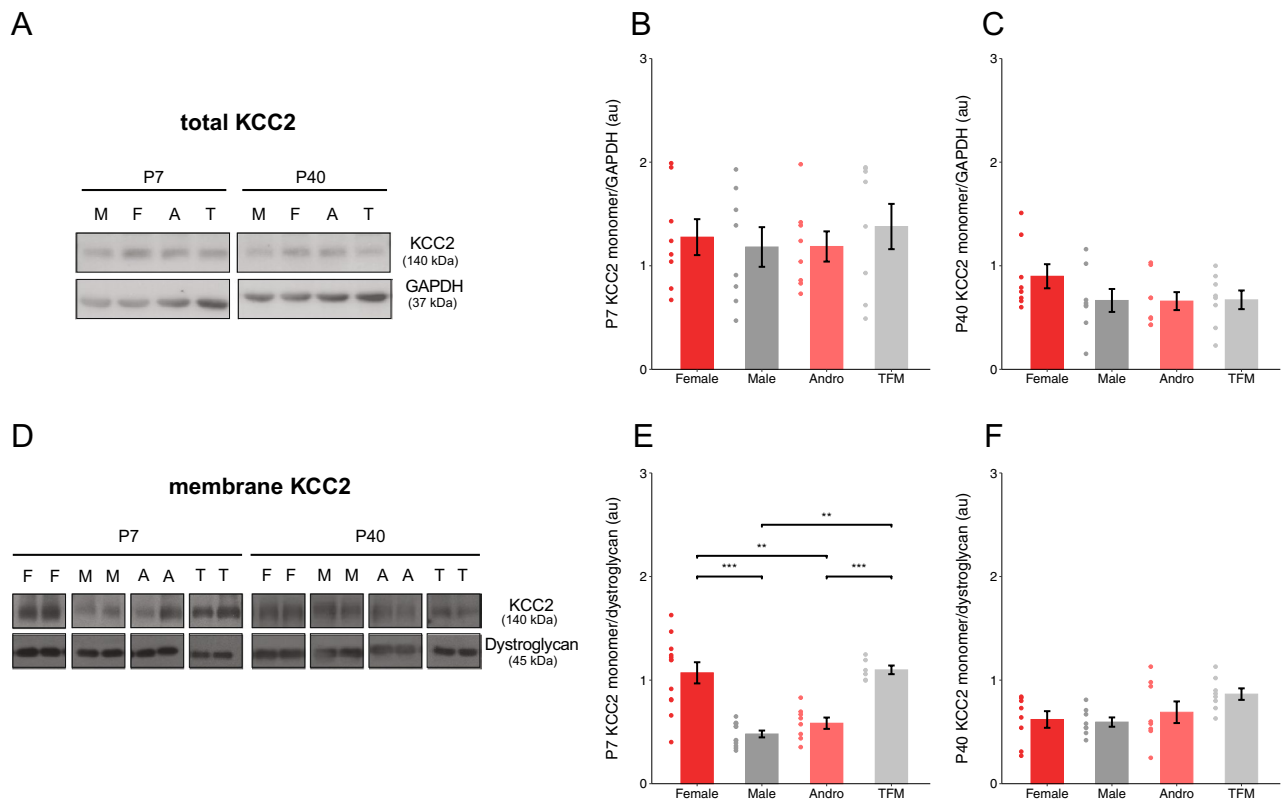 A
total KCC2
P7 P40
M F A T M F A T
KCC2
(140 kDa)
GAPDH
(37 kDa)
B
P7 KCC2 monomer/GAPDH (au)
3
2
1
0
Female Male Andro TFM
C
P40 KCC2 monomer/GAPDH (au)
3
2
1
0
Female Male Andro TFM
D
membrane KCC2
P7 P40
F F M M A A T T F F M M A A T T
KCC2
(140 kDa)
Dystroglycan
(45 kDa)
E
P7 KCC2 monomer/dystroglycan (au)
3
2
1
0
**
**
*** ***
Female Male Andro TFM
F
P40 KCC2 monomer/dystroglycan (au)
3
2
1
0
Female Male Andro TFM